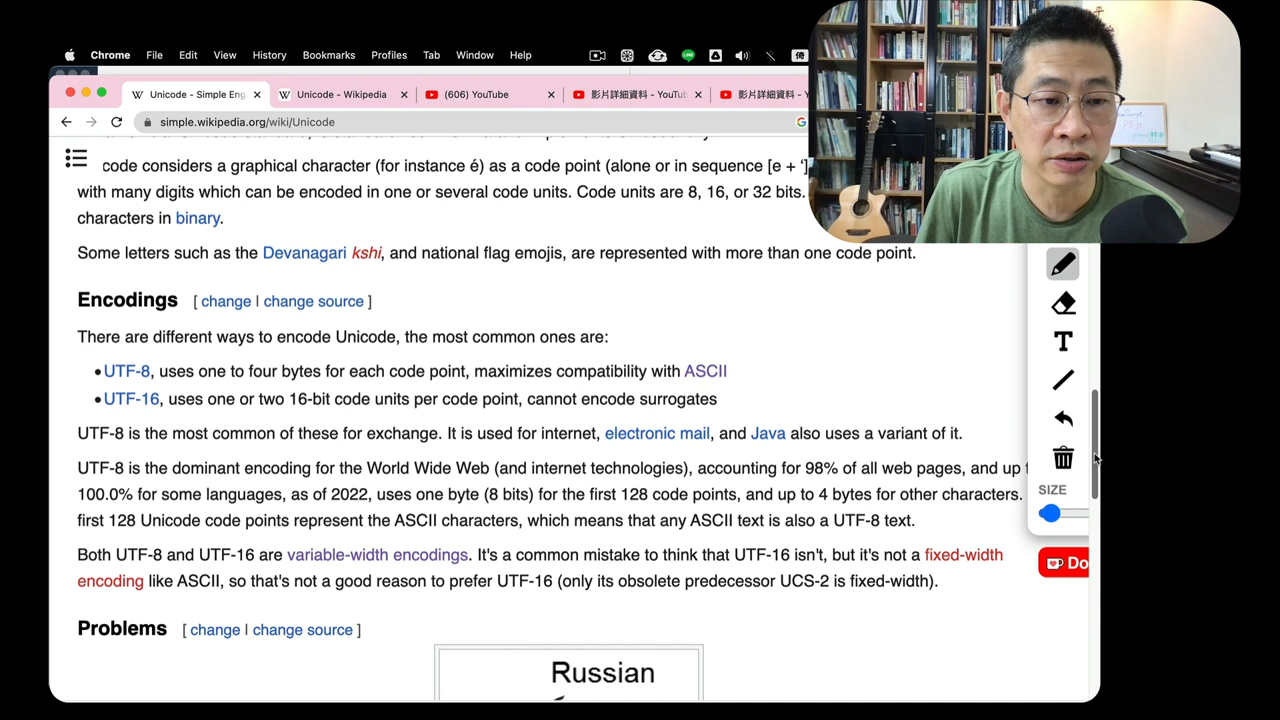 Chrome File Edit View History Bookmarks Profiles Tab Window Help
Unicode - Simple Eng
Unicode - Wikipedia
(606) YouTube
影片詳細資料 - YouTub
影片詳細資料 - Y
simple.wikipedia.org/wiki/Unicode
code considers a graphical character (for instance é) as a code point (alone or in sequence [e + ‘]
with many digits which can be encoded in one or several code units. Code units are 8, 16, or 32 bits.
characters in binary.
Some letters such as the Devanagari kshi, and national flag emojis, are represented with more than one code point.
Encodings [ change | change source ]
There are different ways to encode Unicode, the most common ones are:
• UTF-8, uses one to four bytes for each code point, maximizes compatibility with ASCII
• UTF-16, uses one or two 16-bit code units per code point, cannot encode surrogates
UTF-8 is the most common of these for exchange. It is used for internet, electronic mail, and Java also uses a variant of it.
UTF-8 is the dominant encoding for the World Wide Web (and internet technologies), accounting for 98% of all web pages, and up t
100.0% for some languages, as of 2022, uses one byte (8 bits) for the first 128 code points, and up to 4 bytes for other characters.
first 128 Unicode code points represent the ASCII characters, which means that any ASCII text is also a UTF-8 text.
Both UTF-8 and UTF-16 are variable-width encodings. It's a common mistake to think that UTF-16 isn't, but it's not a fixed-width
encoding like ASCII, so that's not a good reason to prefer UTF-16 (only its obsolete predecessor UCS-2 is fixed-width).
Problems [ change | change source ]
Russian
T
SIZE
Do